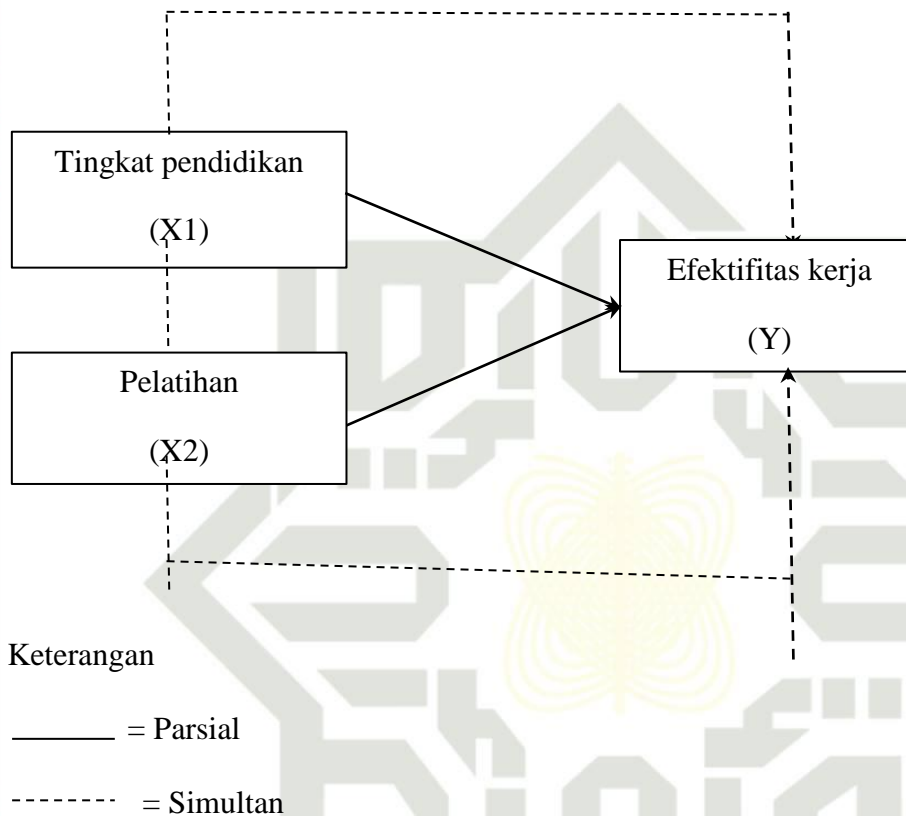 Tingkat pendidikan
(X1)
Efektifitas kerja
(Y)
Pelatihan
(X2)
Keterangan
= Parsial
= Simultan